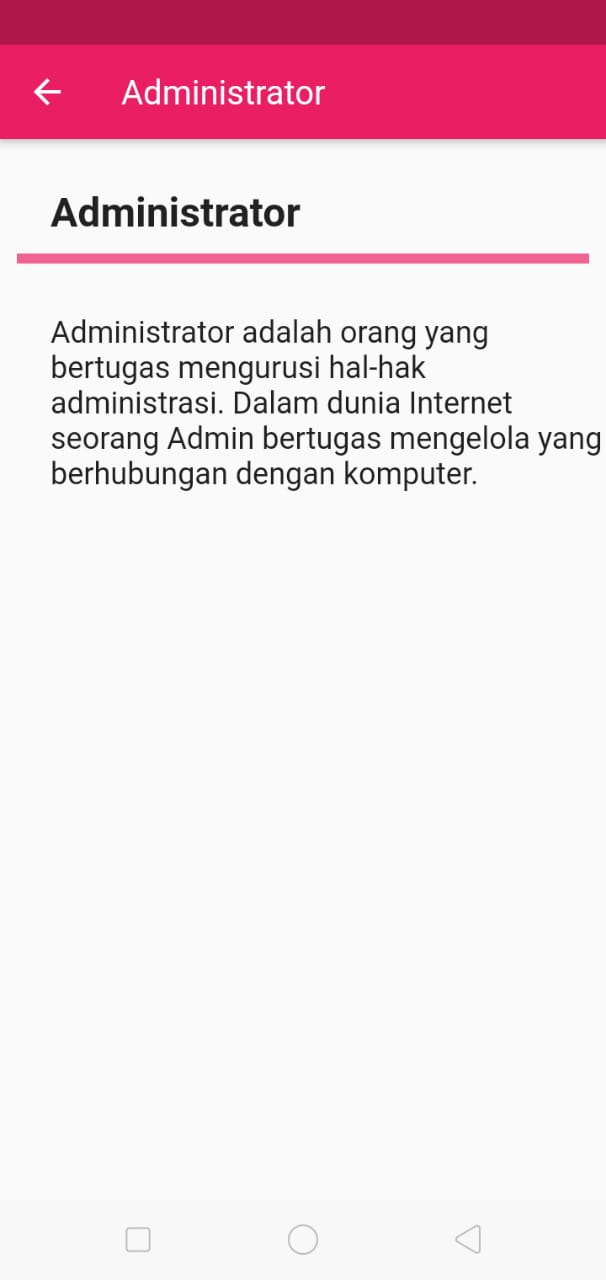 Administrator
Administrator
Administrator adalah orang yang
bertugas mengurusi hal-hak
administrasi. Dalam dunia Internet
seorang Admin bertugas mengelola yang
berhubungan dengan komputer.